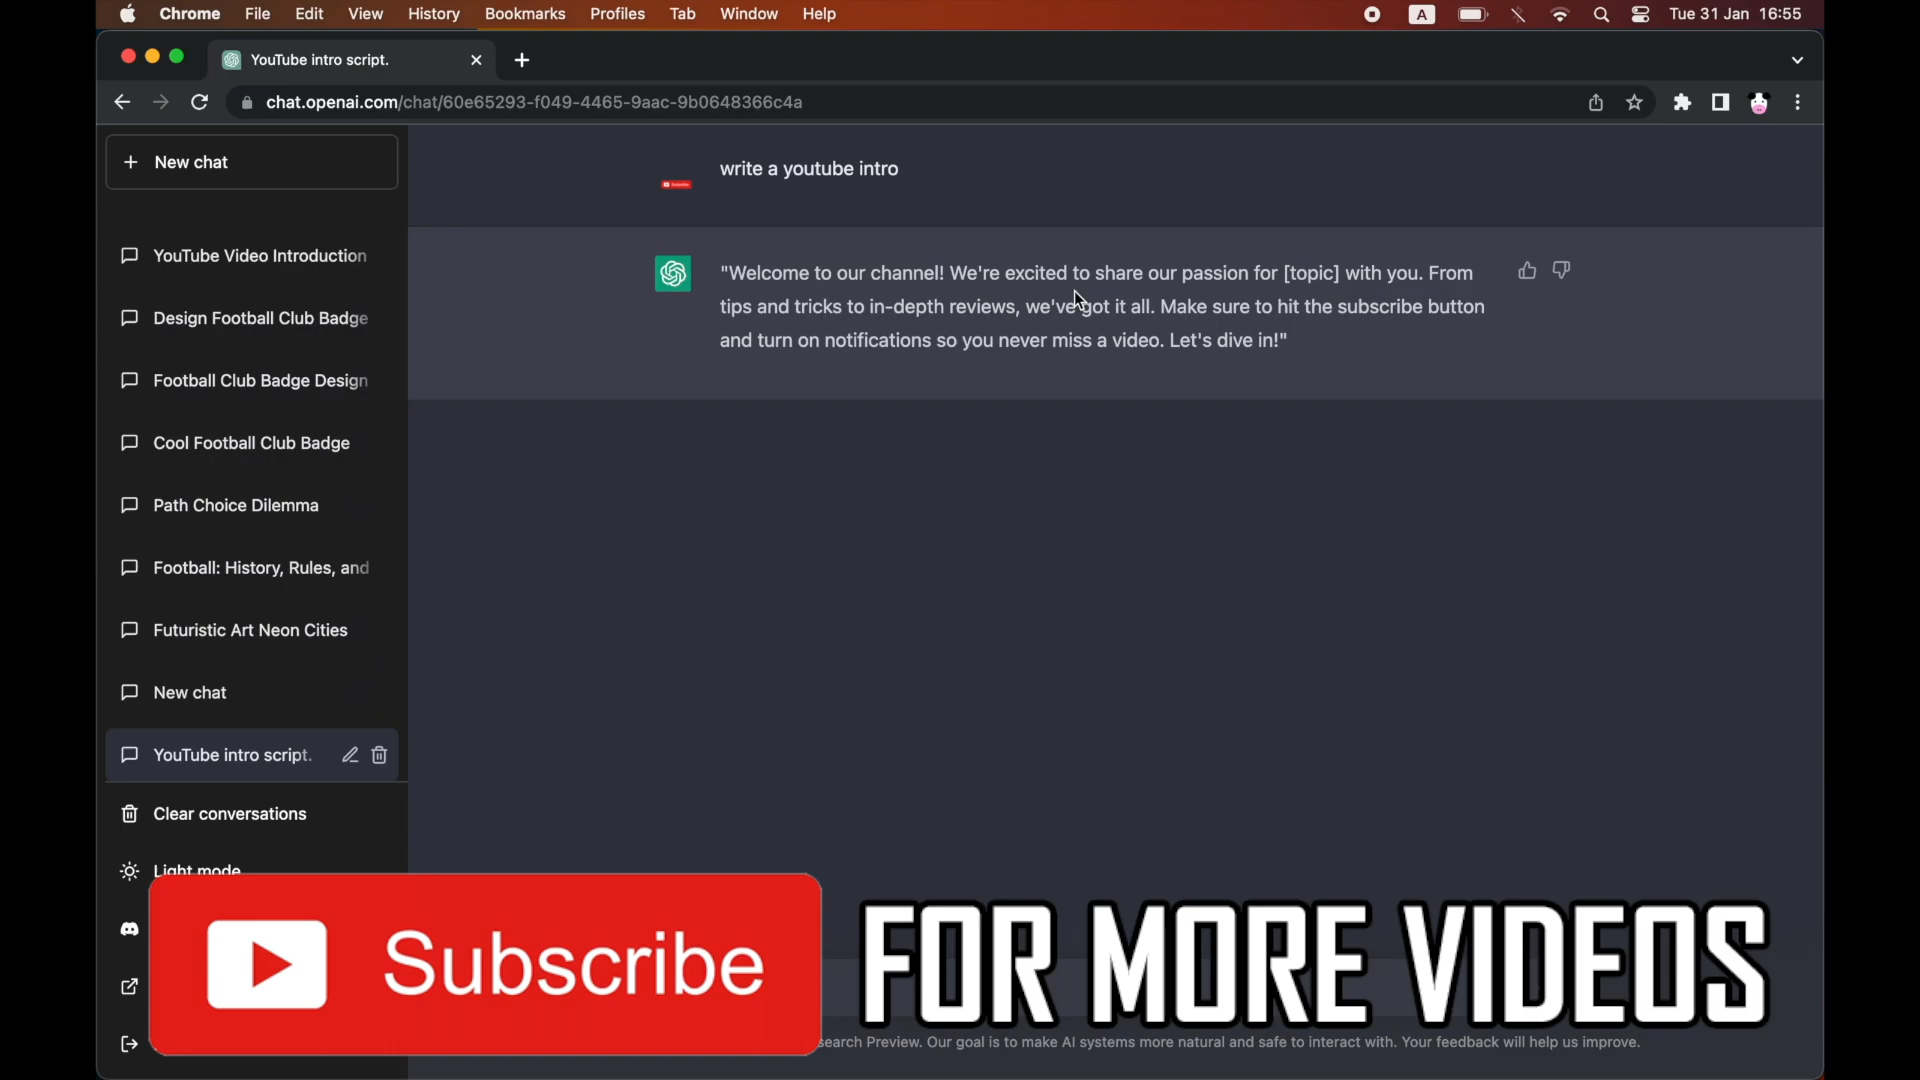 Chrome File Edit View History Bookmarks Profiles Tab Window Help A Tue 31 Jan 16:55
YouTube intro script.
chat.openai.com/chat/60e65293-f049-4465-9aac-9b0648366c4a
New chat
write a youtube intro
Subscribe
"Welcome to our channel! We're excited to share our passion for [topic] with you. From
tips and tricks to in-depth reviews, we've got it all. Make sure to hit the subscribe button
and turn on notifications so you never miss a video. Let's dive in!"
YouTube Video Introduction
Design Football Club Badge
Football Club Badge Design
Cool Football Club Badge
Path Choice Dilemma
Football: History, Rules, and
Futuristic Art Neon Cities
New chat
YouTube intro script.
Clear conversations
Light mode
Subscribe
FOR MORE VIDEOS
search Preview. Our goal is to make AI systems more natural and safe to interact with. Your feedback will help us improve.